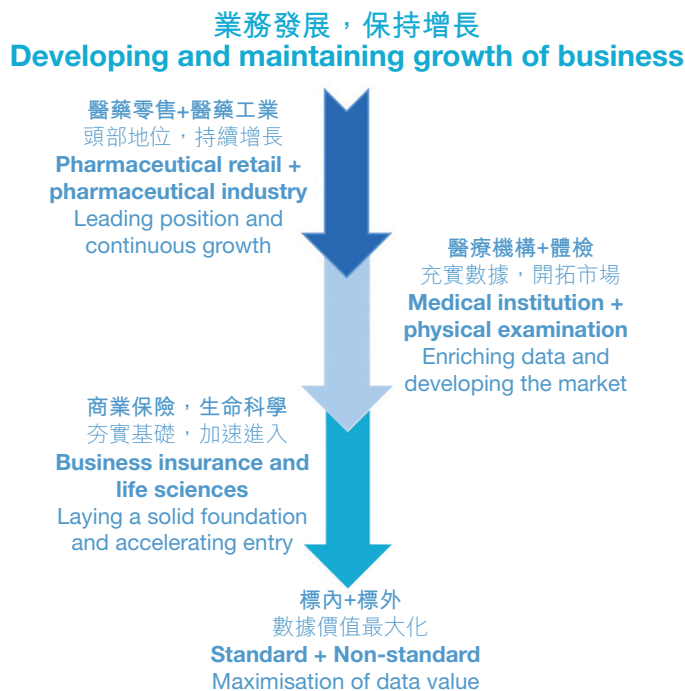 業務發展，保持增長
Developing and maintaining growth of business
醫藥零售+醫藥工業
頭部地位，持續增長
Pharmaceutical retail +
pharmaceutical industry
Leading position and
continuous growth
醫療機構+體檢
充實數據，開拓市場
Medical institution +
physical examination
Enriching data and
developing the market
商業保險，生命科學
夯實基礎，加速進入
Business insurance and
life sciences
Laying a solid foundation
and accelerating entry
標內+標外
數據價值最大化
Standard + Non-standard
Maximisation of data value